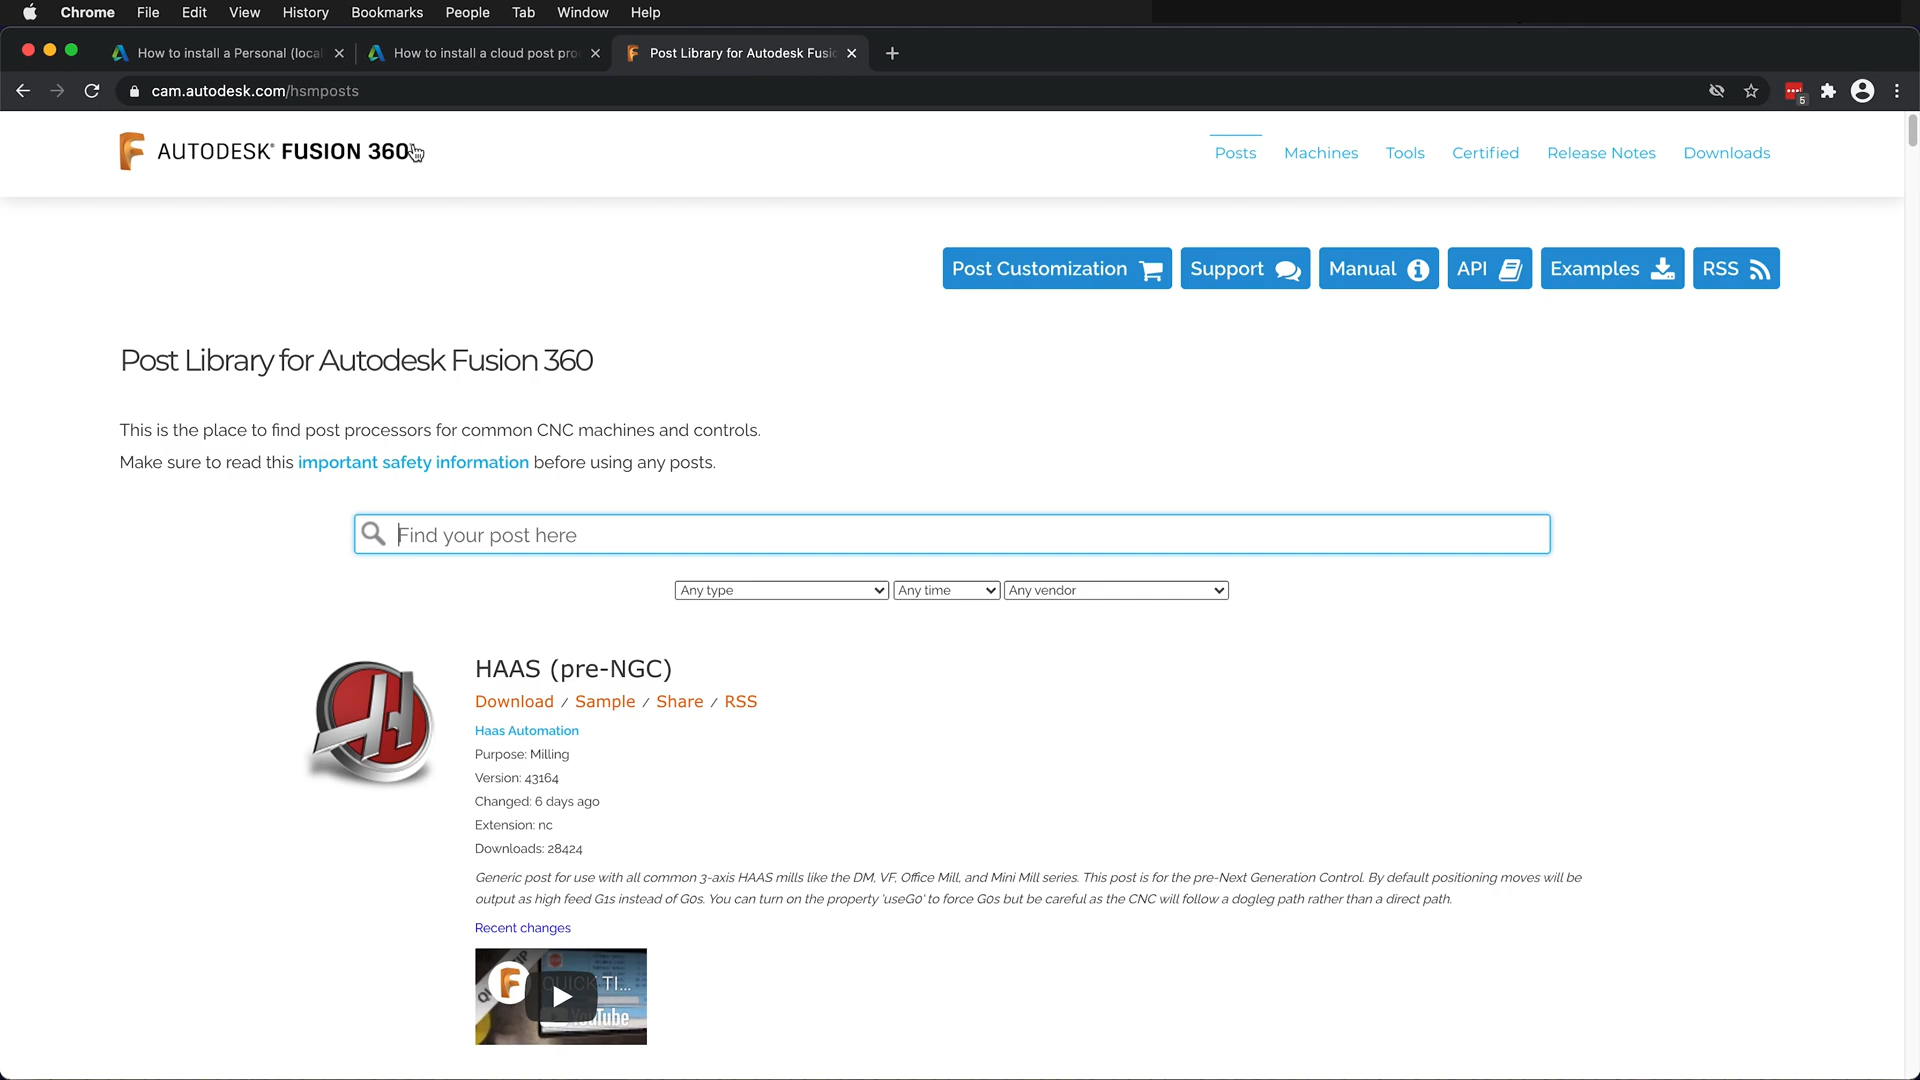 Chrome File Edit View History Bookmarks People Tab Window Help
How to install a Personal (loca
How to install a cloud post pro
Post Library for Autodesk Fusi
cam.autodesk.com/hsmposts
5
AUTODESK® FUSION 360
Posts Machines Tools Certified Release Notes Downloads
Post Customization Support Manual API Examples RSS
Post Library for Autodesk Fusion 360
This is the place to find post processors for common CNC machines and controls.
Make sure to read this important safety information before using any posts.
Find your post here
Any type Any time Any vendor
HAAS (pre-NGC)
Download / Sample / Share / RSS
Haas Automation
Purpose: Milling
Version: 43164
Changed: 6 days ago
Extension: nc
Downloads: 28424
Generic post for use with all common 3-axis HAAS mills like the DM, VF, Office Mill, and Mini Mill series. This post is for the pre-Next Generation Control. By default positioning moves will be
output as high feed G1s instead of G0s. You can turn on the property 'useG0' to force G0s but be careful as the CNC will follow a dogleg path rather than a direct path.
Recent changes
QUICK TI...
YouTube